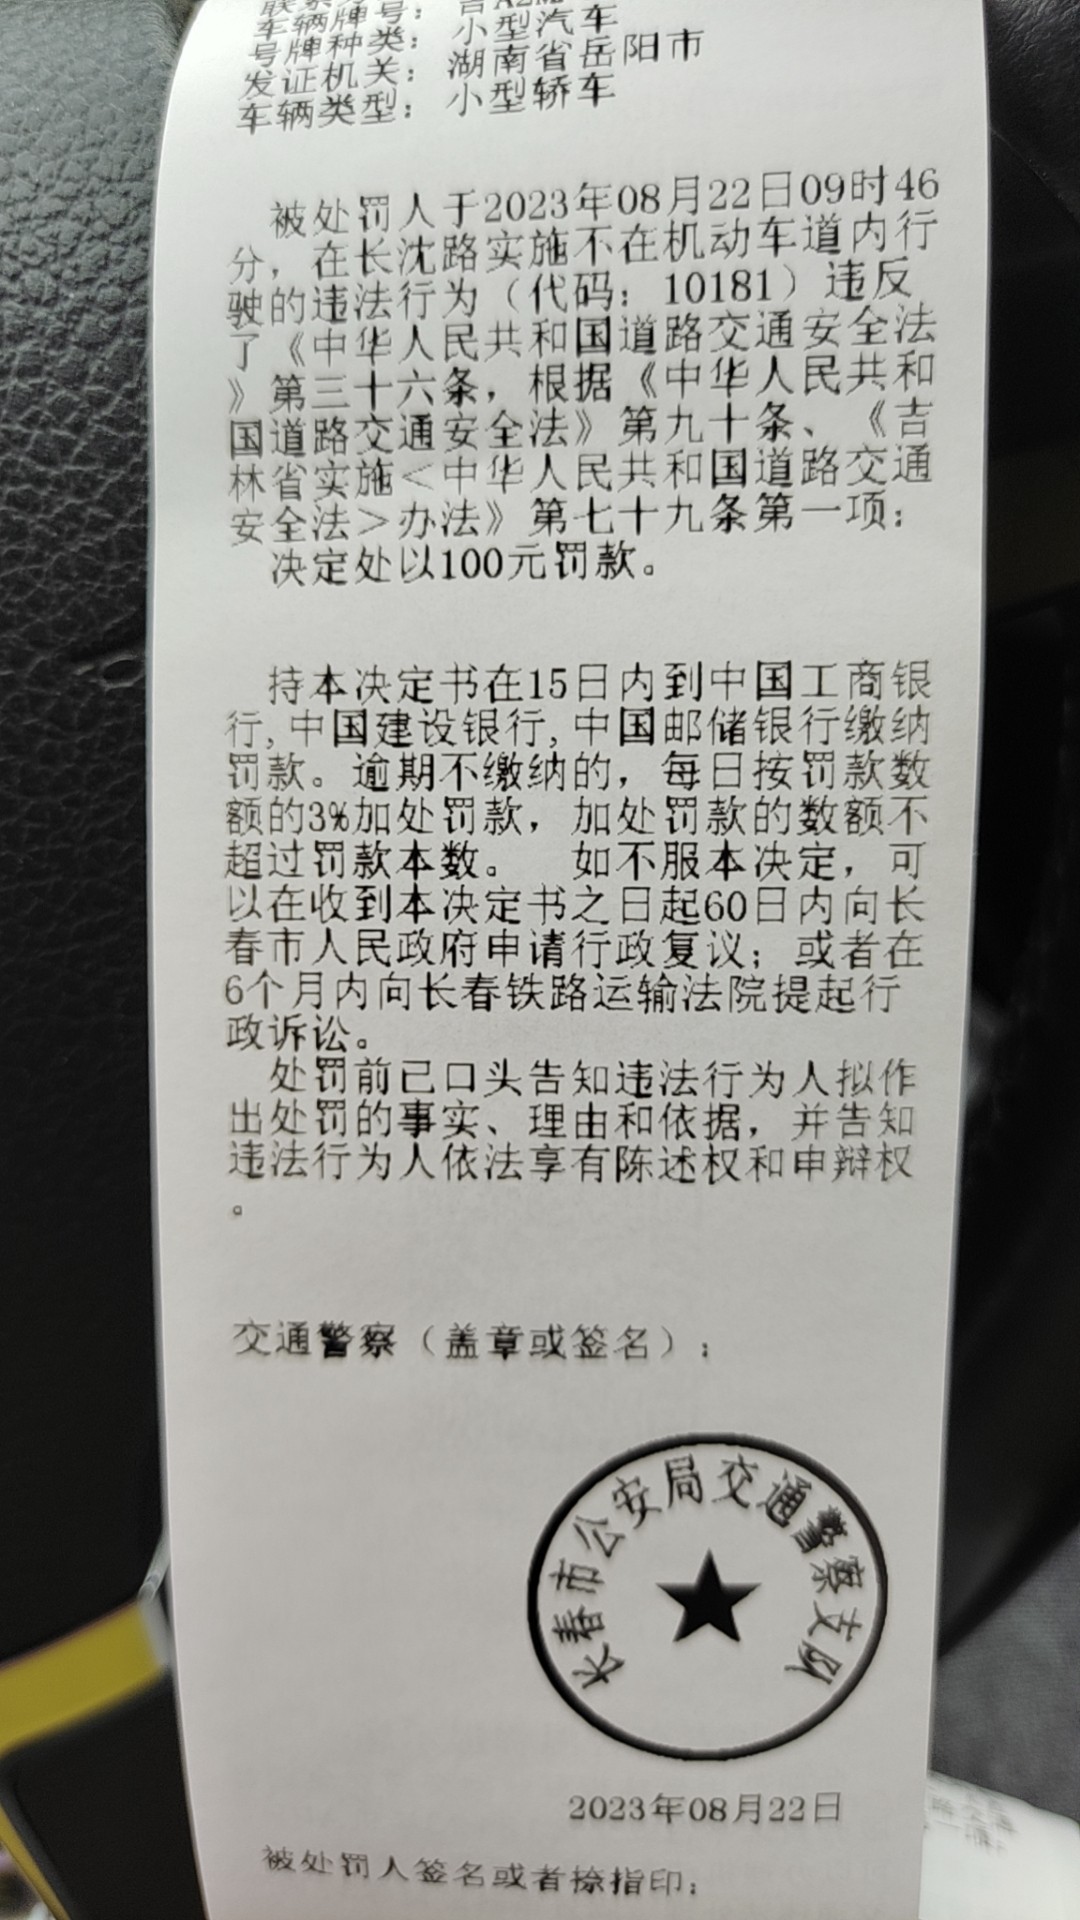 车辆牌号：吉A2M
号牌种类：小型汽车
发证机关：湖南省岳阳市
车辆类型：小型轿车
被处罚人于2023年08月22日09时46
分，在长沈路实施不在机动车道内行
驶的违法行为（代码：10181）违反
了《中华人民共和国道路交通安全法
》第三十六条，根据《中华人民共和
国道路交通安全法》第九十条、《吉
林省实施＜中华人民共和国道路交通
安全法＞办法》第七十九条第一项：
决定处以100元罚款。
持本决定书在15日内到中国工商银
行,中国建设银行,中国邮储银行缴纳
罚款。逾期不缴纳的，每日按罚款数
额的3%加处罚款，加处罚款的数额不
超过罚款本数。 如不服本决定，可
以在收到本决定书之日起60日内向长
春市人民政府申请行政复议；或者在
6个月内向长春铁路运输法院提起行
政诉讼。
处罚前已口头告知违法行为人拟作
出处罚的事实、理由和依据，并告知
违法行为人依法享有陈述权和申辩权
。
交通警察（盖章或签名）：
长春市公安局交通警察支队
2023年08月22日
被处罚人签名或者捺指印：